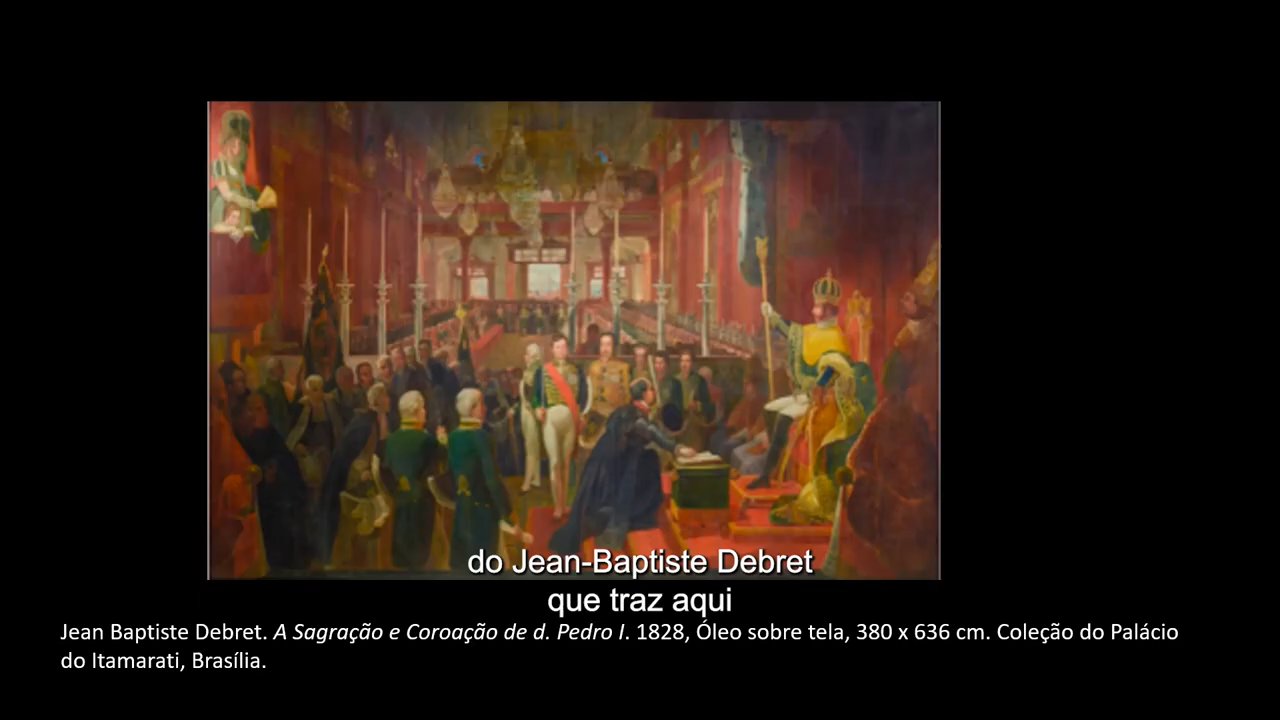 do Jean-Baptiste Debret
que traz aqui
Jean Baptiste Debret. A Sagração e Coroação de d. Pedro I. 1828, Óleo sobre tela, 380 x 636 cm. Coleção do Palácio
do Itamarati, Brasília.